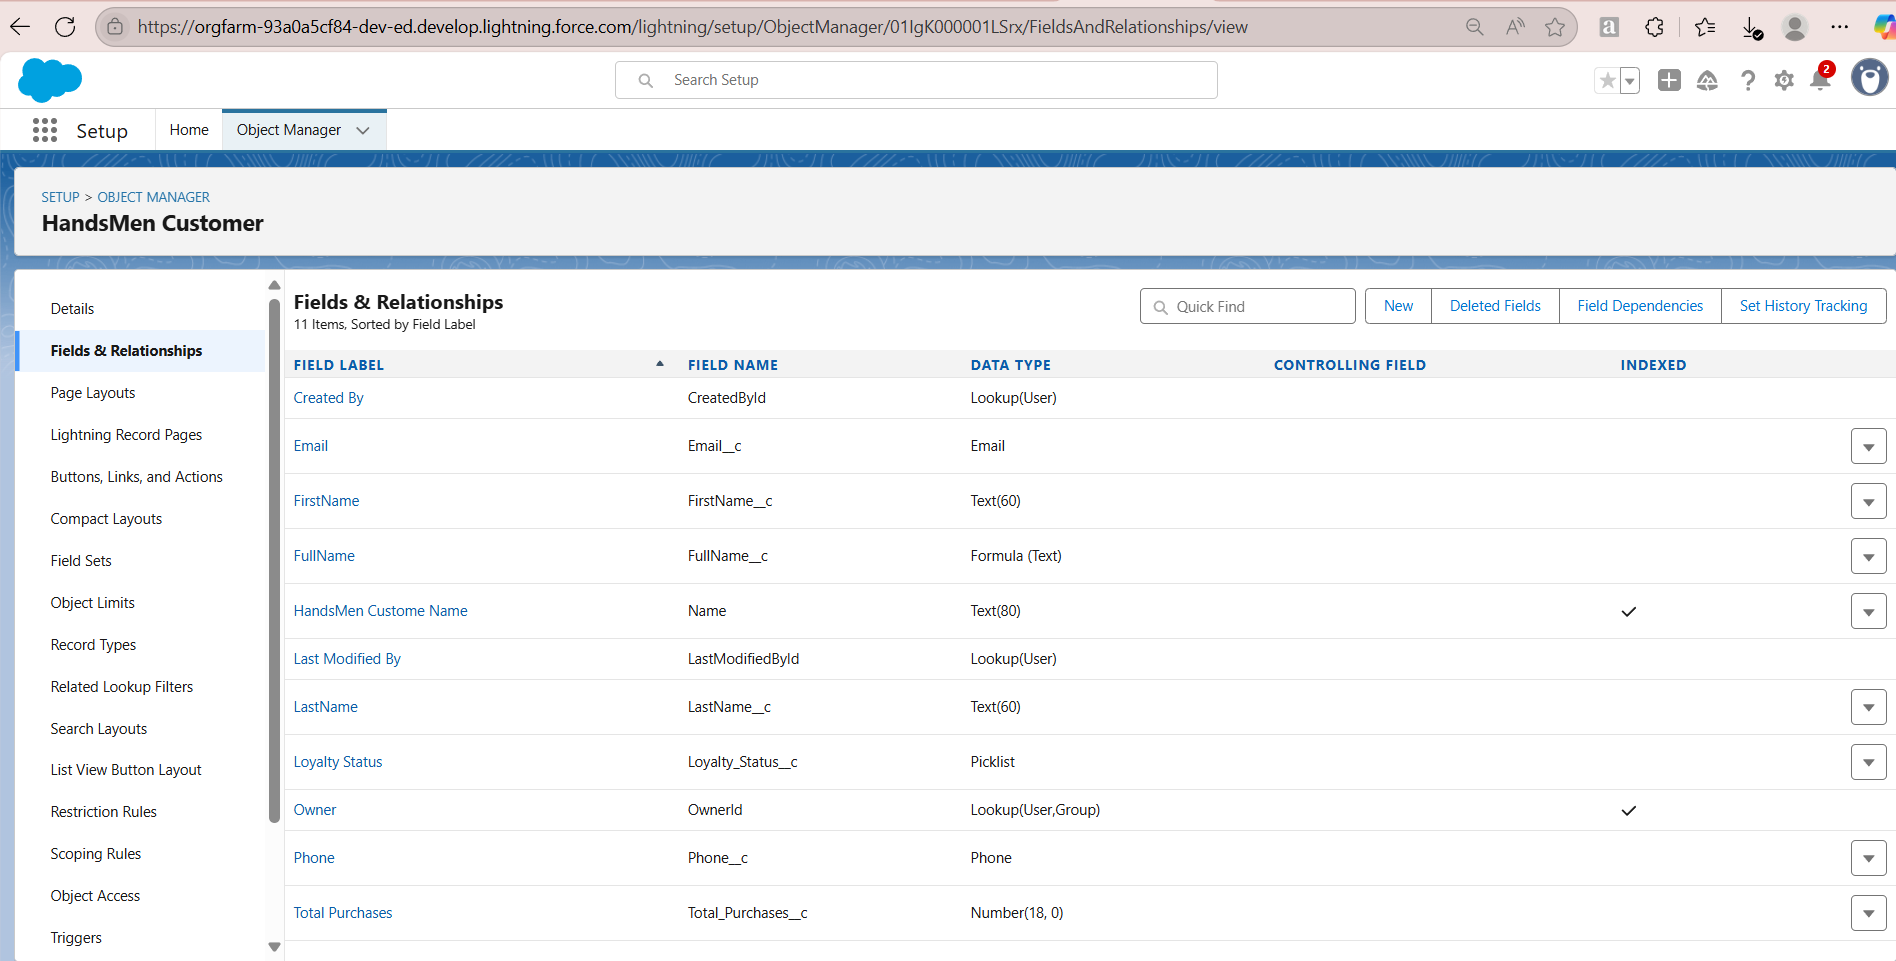 https://orgfarm-93a0a5cf84-dev-ed.develop.lightning.force.com/lightning/setup/ObjectManager/01IgK000001LSrx/FieldsAndRelationships/view
Search Setup
2
Setup
Home
Object Manager
SETUP > OBJECT MANAGER
HandsMen Customer
Details
Fields & Relationships
Page Layouts
Lightning Record Pages
Buttons, Links, and Actions
Compact Layouts
Field Sets
Object Limits
Record Types
Related Lookup Filters
Search Layouts
List View Button Layout
Restriction Rules
Scoping Rules
Object Access
Triggers
Fields & Relationships
11 Items, Sorted by Field Label
Quick Find
New
Deleted Fields
Field Dependencies
Set History Tracking
FIELD LABEL FIELD NAME DATA TYPE CONTROLLING FIELD INDEXED
Created By CreatedById Lookup(User)
Email Email__c Email
FirstName FirstName__c Text(60)
FullName FullName__c Formula (Text)
HandsMen Custome Name Name Text(80)
Last Modified By LastModifiedById Lookup(User)
LastName LastName__c Text(60)
Loyalty Status Loyalty_Status__c Picklist
Owner OwnerId Lookup(User,Group)
Phone Phone__c Phone
Total Purchases Total_Purchases__c Number(18, 0)